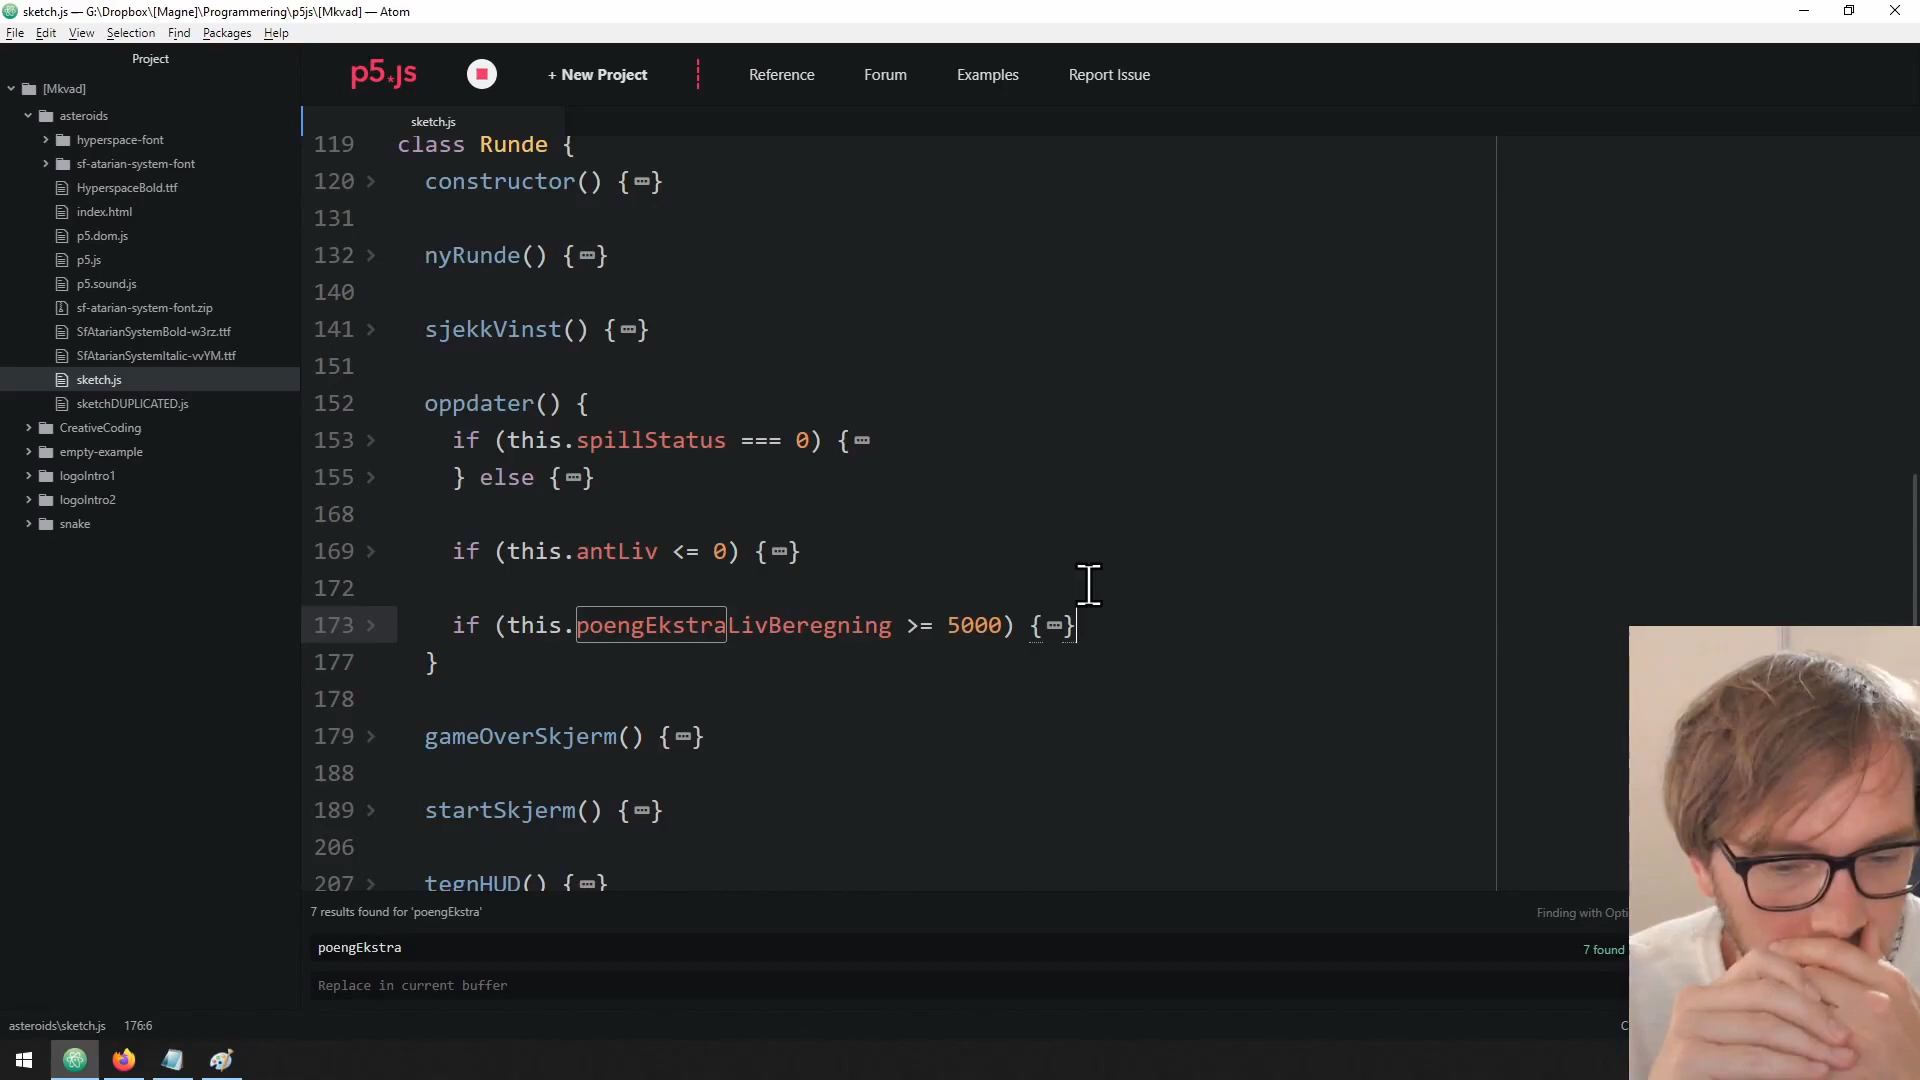 sketch.js — G:\Dropbox\[Magne]\Programmering\p5js\[Mkvad] — Atom
File Edit View Selection Find Packages Help
Project
[Mkvad]
asteroids
hyperspace-font
sf-atarian-system-font
HyperspaceBold.ttf
index.html
p5.dom.js
p5.js
p5.sound.js
sf-atarian-system-font.zip
SfAtarianSystemBold-w3rz.ttf
SfAtarianSystemItalic-vvYM.ttf
sketch.js
sketchDUPLICATED.js
CreativeCoding
empty-example
logoIntro1
logoIntro2
snake
p5.js + New Project Reference Forum Examples Report Issue
sketch.js
119 class Runde {
120 constructor() {…}
131
132 nyRunde() {…}
140
141 sjekkVinst() {…}
151
152 oppdater() {
153 if (this.spillStatus === 0) {…
155 } else {…}
168
169 if (this.antLiv <= 0) {…}
172
173 if (this.poengEkstraLivBeregning >= 5000) {…}
177 }
178
179 gameOverSkjerm() {…}
188
189 startSkjerm() {…}
206
207 tegnHUD() {…}
7 results found for 'poengEkstra' Finding with Opti
poengEkstra 7 found
Replace in current buffer
asteroids\sketch.js 176:6